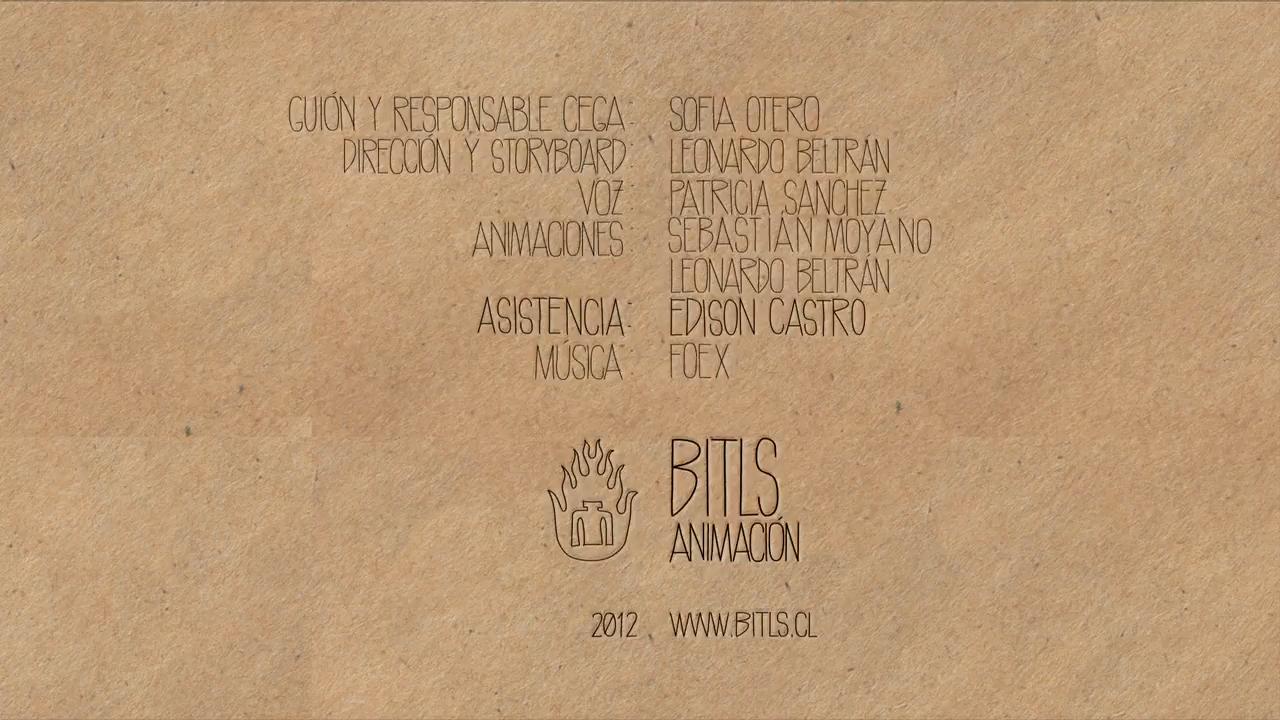 GUIÓN Y RESPONSABLE CEGA: SOFIA OTERO
DIRECCIÓN Y STORYBOARD: LEONARDO BELTRÁN
VOZ: PATRICIA SANCHEZ
ANIMACIONES: SEBASTIÁN MOYANO
LEONARDO BELTRÁN
ASISTENCIA: EDISON CASTRO
MÚSICA: FOEX
BITLS
ANIMACIÓN
2012 WWW.BITLS.CL